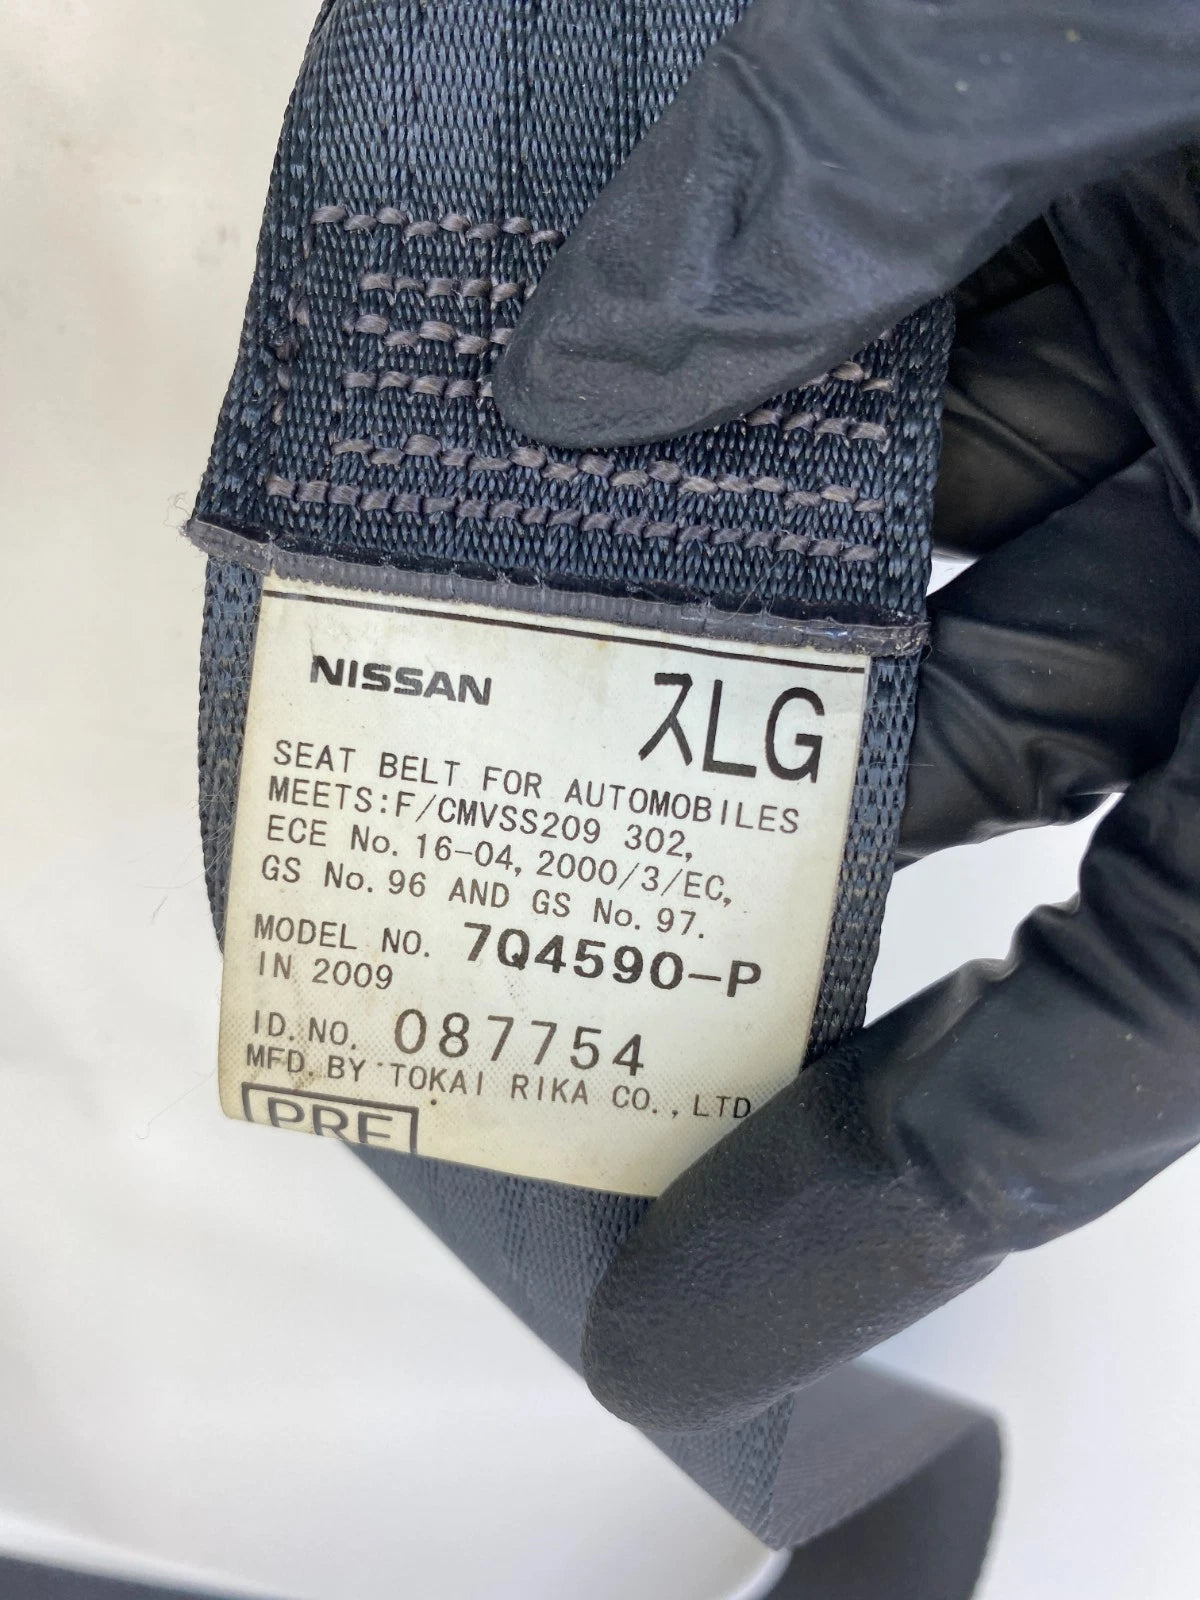 NISSAN
スLG
SEAT BELT FOR AUTOMOBILES
MEETS:F/CMVSS209 302,
ECE No. 16-04, 2000/3/EC,
GS No. 96 AND GS No. 97.
MODEL NO. 7Q4590-P
IN 2009
ID. NO. 087754
MFD. BY TOKAI RIKA CO., LTD
PRE